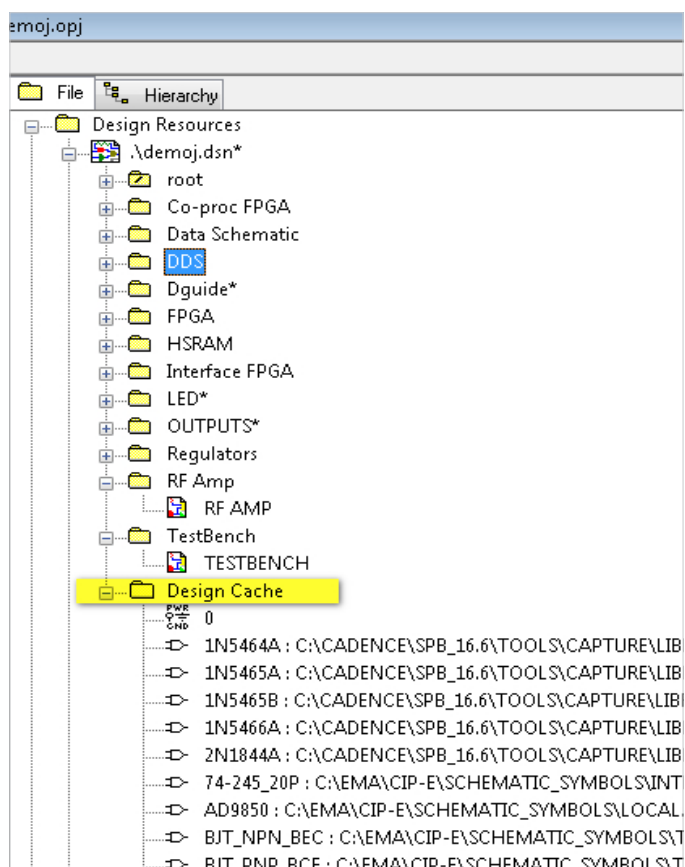 emoj.opj
File Hierarchy
Design Resources
.\demoj.dsn*
root
Co-proc FPGA
Data Schematic
DDS
Dguide*
FPGA
HSRAM
Interface FPGA
LED*
OUTPUTS*
Regulators
RF Amp
RF AMP
TestBench
TESTBENCH
Design Cache
PWR
GND
0
1N5464A : C:\CADENCE\SPB_16.6\TOOLS\CAPTURE\LIB
1N5465A : C:\CADENCE\SPB_16.6\TOOLS\CAPTURE\LIB
1N5465B : C:\CADENCE\SPB_16.6\TOOLS\CAPTURE\LIB
1N5466A : C:\CADENCE\SPB_16.6\TOOLS\CAPTURE\LIB
2N1844A : C:\CADENCE\SPB_16.6\TOOLS\CAPTURE\LIB
74-245_20P : C:\EMA\CIP-E\SCHEMATIC_SYMBOLS\INT
AD9850 : C:\EMA\CIP-E\SCHEMATIC_SYMBOLS\LOCAL.
BJT_NPN_BEC : C:\EMA\CIP-E\SCHEMATIC_SYMBOLS\T
BJT_PNP_BCE : C:\EMA\CIP-E\SCHEMATIC_SYMBOLS\T